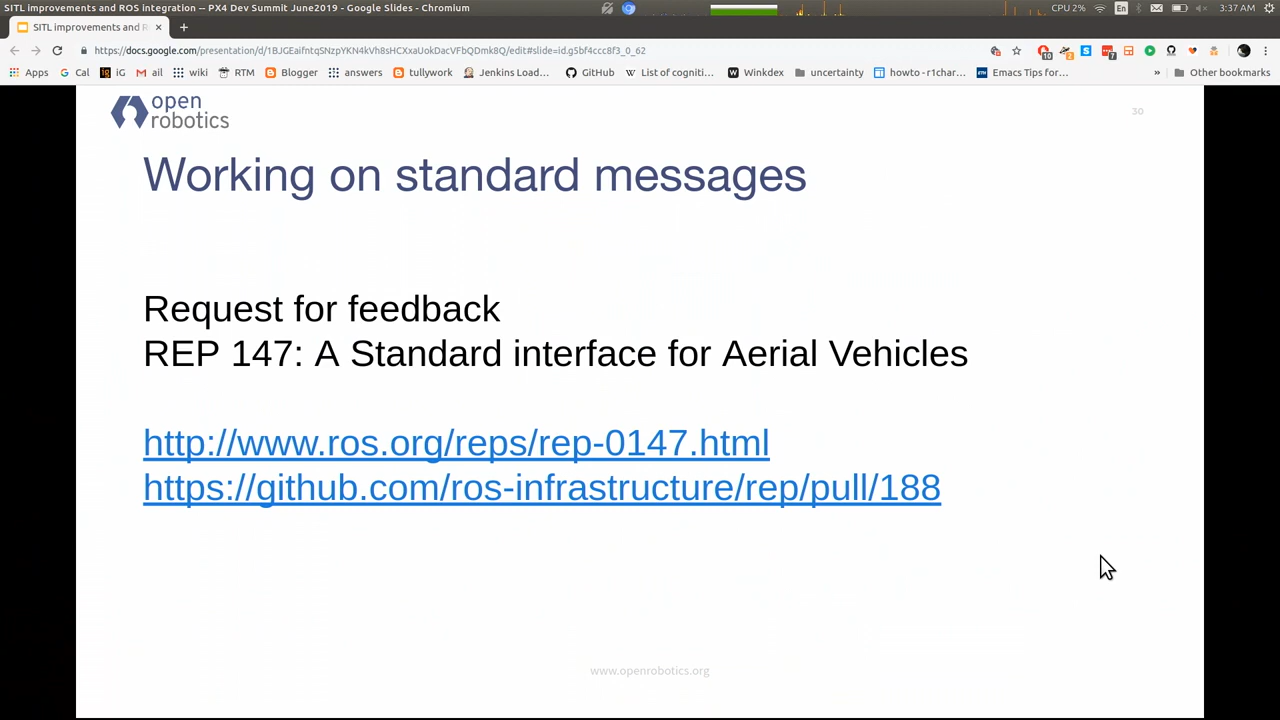 SITL improvements and ROS integration -- PX4 Dev Summit June2019 - Google Slides - Chromium
CPU 2%
En
3:37 AM
SITL improvements and R
https://docs.google.com/presentation/d/1BJGEaifntqSNzpYKN4kVh8sHCXxaUokDacVFbQDmk8Q/edit#slide=id.g5bf4ccc8f3_0_62
Apps
Cal
iG
ail
wiki
RTM
Blogger
answers
tullywork
Jenkins Load...
GitHub
List of cogniti...
Winkdex
uncertainty
howto - r1char...
Emacs Tips for...
Other bookmarks
open
robotics
30
Working on standard messages
Request for feedback
REP 147: A Standard interface for Aerial Vehicles
http://www.ros.org/reps/rep-0147.html
https://github.com/ros-infrastructure/rep/pull/188
www.openrobotics.org